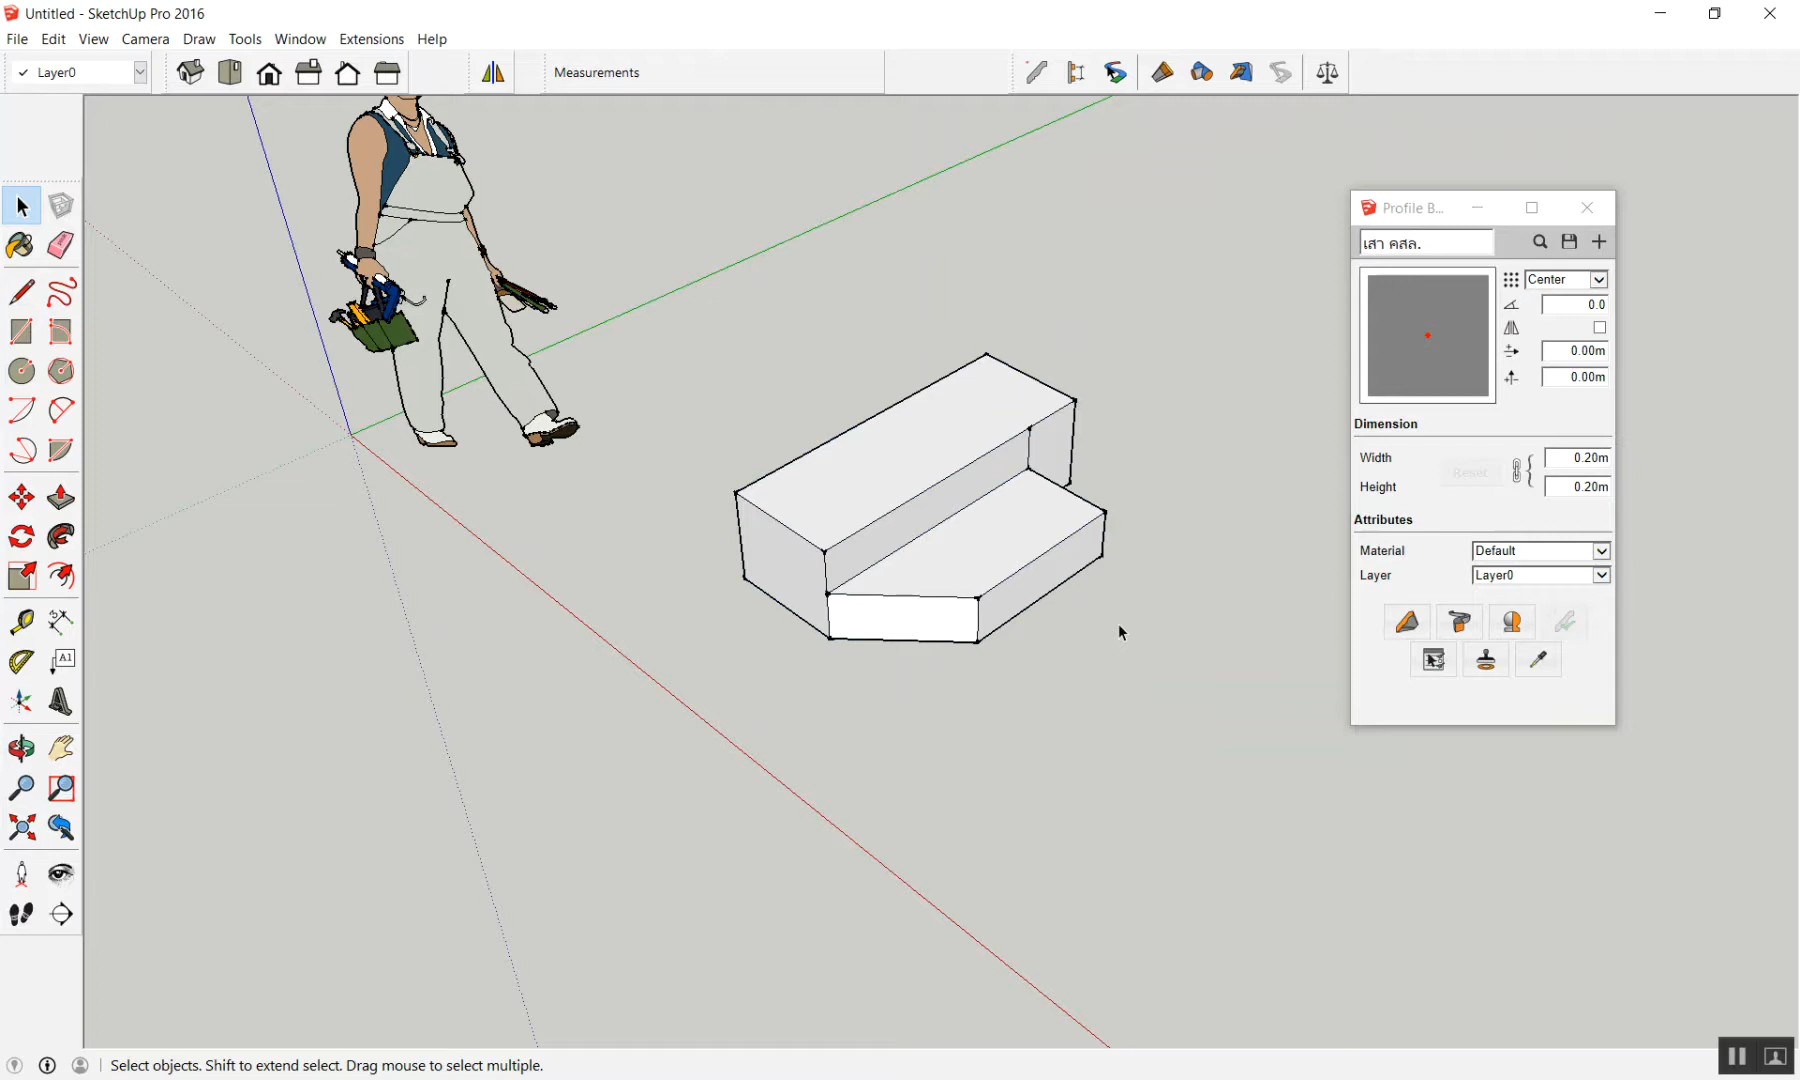 Untitled - SketchUp Pro 2016
File Edit View Camera Draw Tools Window Extensions Help
Layer0
Measurements
Profile B...
เสา คสล.
Center
0.0
0.00m
0.00m
Dimension
Width 0.20m
Reset
Height 0.20m
Attributes
Material Default
Layer Layer0
A1
Select objects. Shift to extend select. Drag mouse to select multiple.